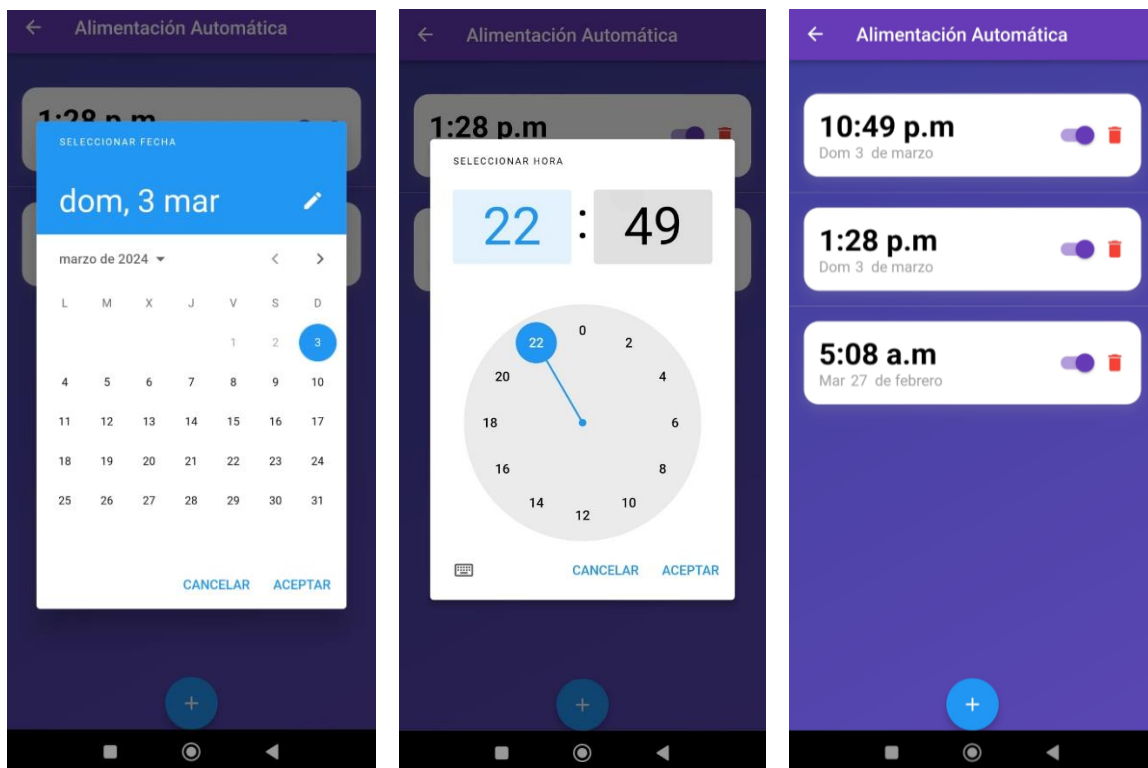 Alimentación Automática
1:28 p.m
SELECCIONAR FECHA
dom, 3 mar
marzo de 2024
L M X J V S D
1 2 3
4 5 6 7 8 9 10
11 12 13 14 15 16 17
18 19 20 21 22 23 24
25 26 27 28 29 30 31
CANCELAR ACEPTAR
+
Alimentación Automática
1:28 p.m
SELECCIONAR HORA
22 : 49
0
22 2
20 4
18 6
16 8
14 10
12
CANCELAR ACEPTAR
+
Alimentación Automática
10:49 p.m
Dom 3 de marzo
1:28 p.m
Dom 3 de marzo
5:08 a.m
Mar 27 de febrero
+